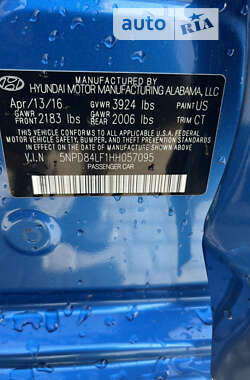 auto RIA
HYUNDAI MOTOR MANUFACTURING ALABAMA, LLC
Apr/13/16 GVWR 3924 lbs PAINT US
GAWR FRONT 2183 lbs GAWR REAR 2006 lbs TRIM CT
THIS VEHICLE CONFORMS TO ALL APPLICABLE U.S. FEDERAL
MOTOR VEHICLE SAFETY, BUMPER, AND THEFT PREVENTION
STANDARDS IN EFFECT ON THE DATE OF MANUFACTURE SHOWN ABOVE.
V.I.N 5NPD84LF1HH057095
PASSENGER CAR